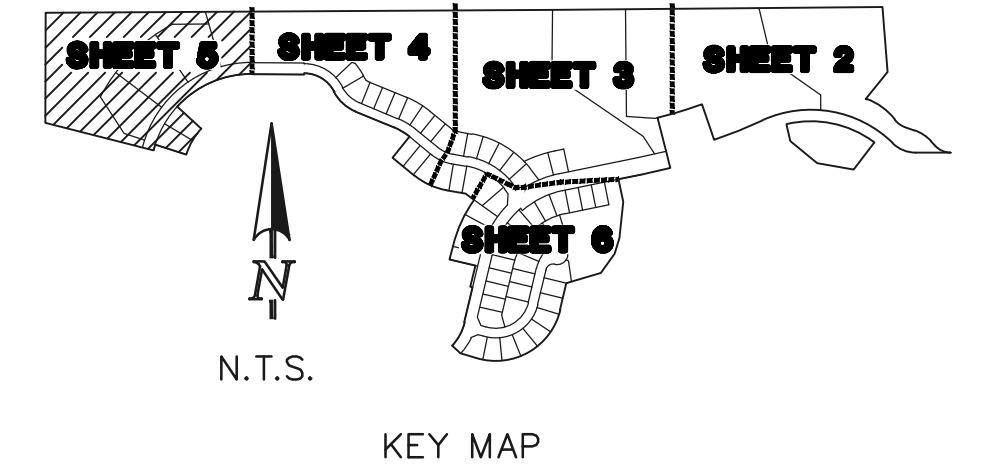 SHEET 5
SHEET 4
SHEET 3
SHEET 2
SHEET 6
N
N.T.S.
KEY MAP